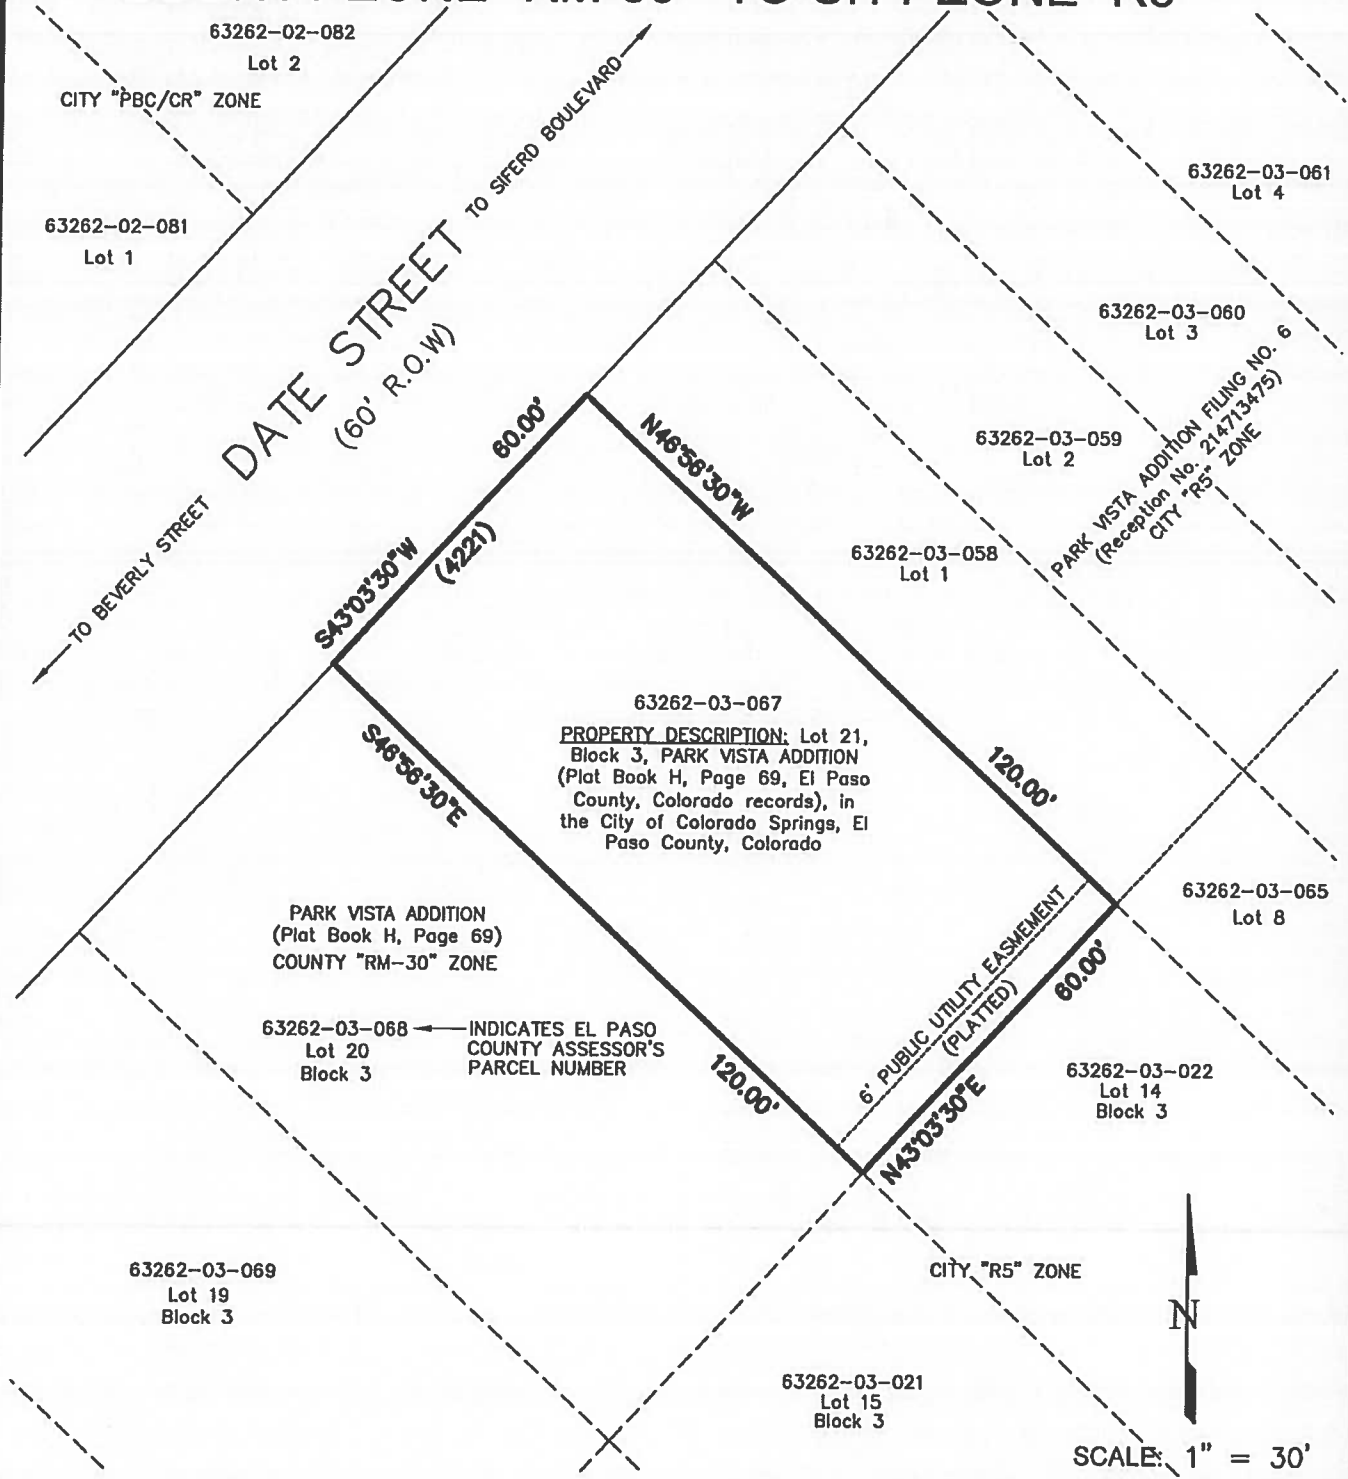 63262-02-082
Lot 2
CITY "PBC/CR" ZONE
63262-02-081
Lot 1
TO SIFERD BOULEVARD
DATE STREET
(60' R.O.W)
TO BEVERLY STREET
63262-03-061
Lot 4
63262-03-060
Lot 3
63262-03-059
Lot 2
PARK VISTA ADDITION FILING NO. 6
(Reception No. 214713475)
CITY "R5" ZONE
63262-03-058
Lot 1
60.00'
S43°03'30"W
(4221)
N46°56'30"W
120.00'
63262-03-067
PROPERTY DESCRIPTION: Lot 21,
Block 3, PARK VISTA ADDITION
(Plat Book H, Page 69, El Paso
County, Colorado records), in
the City of Colorado Springs, El
Paso County, Colorado
S46°56'30"E
120.00'
PARK VISTA ADDITION
(Plat Book H, Page 69)
COUNTY "RM-30" ZONE
63262-03-068
Lot 20
Block 3
INDICATES EL PASO
COUNTY ASSESSOR'S
PARCEL NUMBER
6' PUBLIC UTILITY EASMEMENT
(PLATTED)
60.00'
N43°03'30"E
63262-03-065
Lot 8
63262-03-022
Lot 14
Block 3
63262-03-069
Lot 19
Block 3
CITY "R5" ZONE
63262-03-021
Lot 15
Block 3
N
SCALE: 1" = 30'